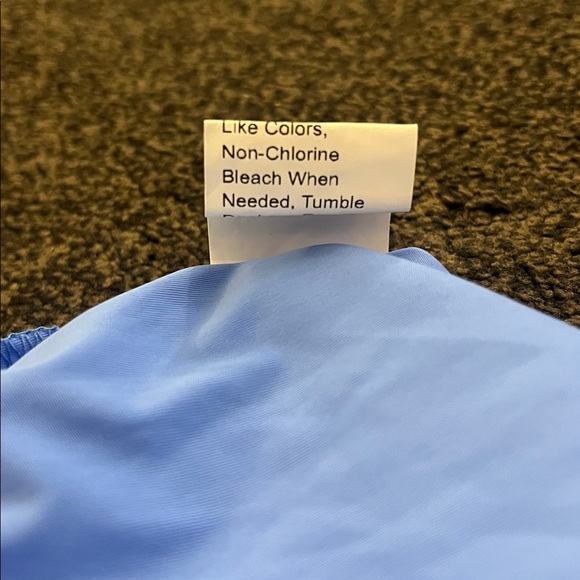 Like Colors,
Non-Chlorine
Bleach When
Needed, Tumble